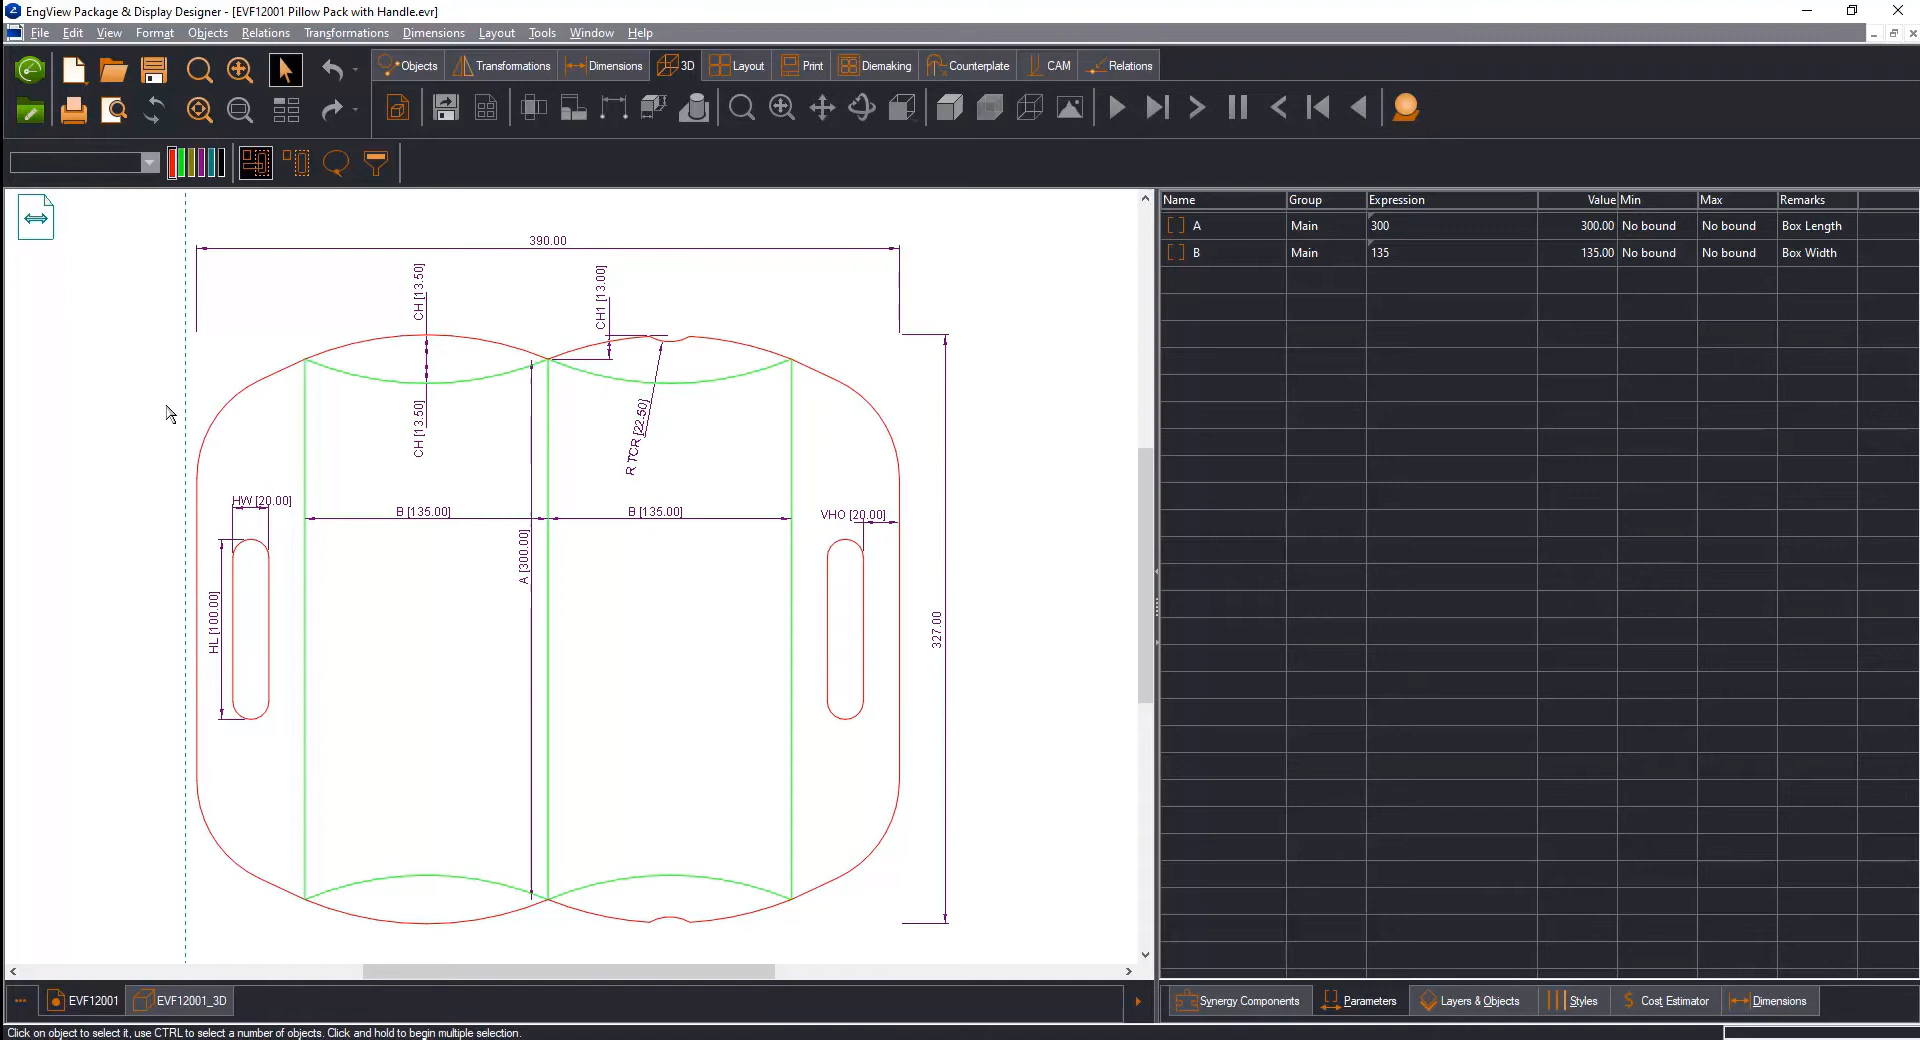 EngView Package & Display Designer - [EVF12001 Pillow Pack with Handle.evr]
File Edit View Format Objects Relations Transformations Dimensions Layout Tools Window Help
Objects Transformations Dimensions 3D Layout Print Diemaking Counterplate CAM Relations
Name Group Expression Value Min Max Remarks
A Main 300 300.00 No bound No bound Box Length
B Main 135 135.00 No bound No bound Box Width
390.00
CH [13.50]
CH1 [13.00]
CH [13.50]
R TCR [22.50]
HW [20.00]
B [135.00]
B [135.00]
VHO [20.00]
A [300.00]
HL [100.00]
327.00
EVF12001 EVF12001_3D
Synergy Components Parameters Layers & Objects Styles Cost Estimator Dimensions
Click on object to select it, use CTRL to select a number of objects. Click and hold to begin multiple selection.